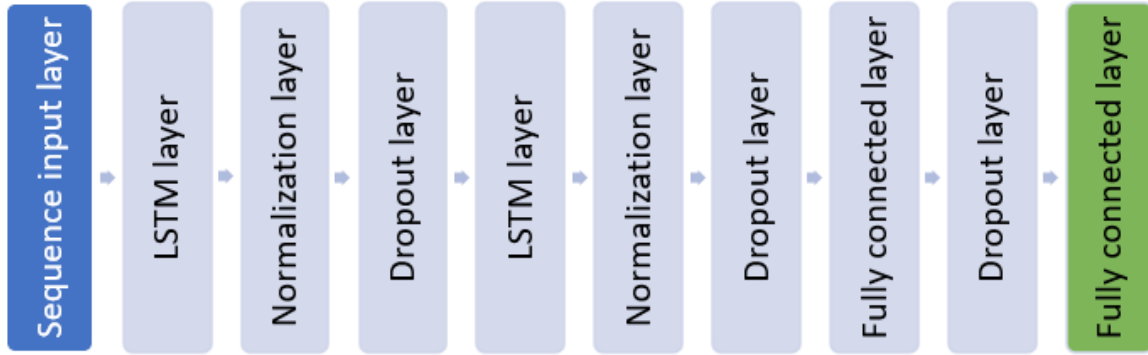 Sequence input layer
LSTM layer
Normalization layer
Dropout layer
LSTM layer
Normalization layer
Dropout layer
Fully connected layer
Dropout layer
Fully connected layer